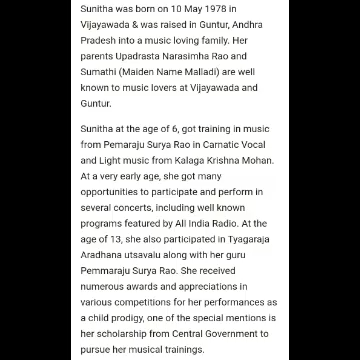 Sunitha was born on 10 May 1978 in
Vijayawada & was raised in Guntur, Andhra
Pradesh into a music loving family. Her
parents Upadrasta Narasimha Rao and
Sumathi (Maiden Name Malladi) are well
known to music lovers at Vijayawada and
Guntur.
Sunitha at the age of 6, got training in music
from Pemaraju Surya Rao in Carnatic Vocal
and Light music from Kalaga Krishna Mohan.
At a very early age, she got many
opportunities to participate and perform in
several concerts, including well known
programs featured by All India Radio. At the
age of 13, she also participated in Tyagaraja
Aradhana utsavalu along with her guru
Pemmaraju Surya Rao. She received
numerous awards and appreciations in
various competitions for her performances as
a child prodigy, one of the special mentions is
her scholarship from Central Government to
pursue her musical trainings.